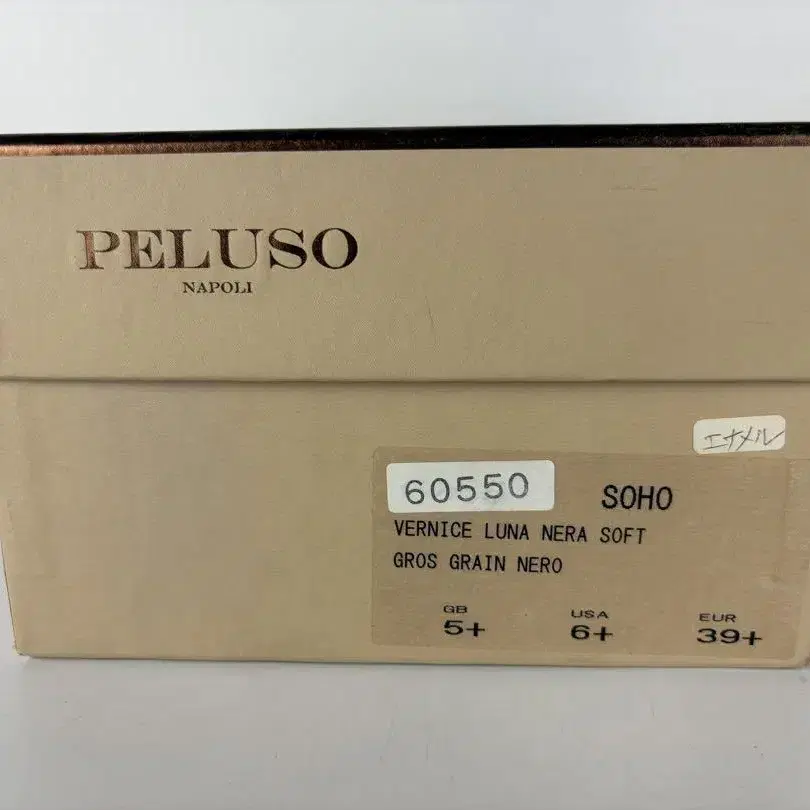 PELUSO
NAPOLI
エナメル
60550 SOHO
VERNICE LUNA NERA SOFT
GROS GRAIN NERO
GB USA EUR
5+ 6+ 39+